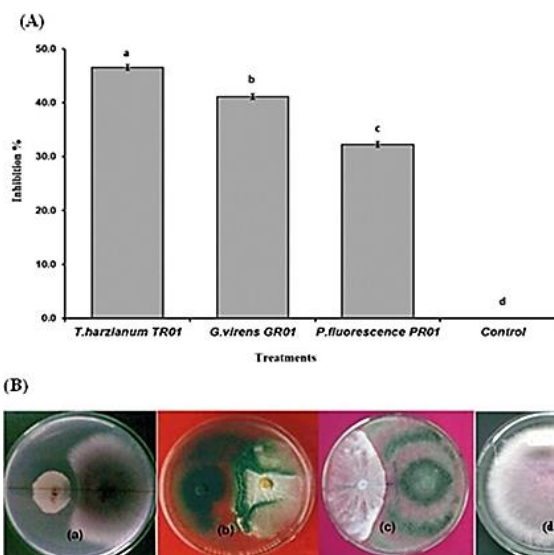 (A)
Inhibition %
50.0
40.0
30.0
20.0
10.0
0.0
a
b
c
d
T.harzianum TR01 G.virens GR01 P.fluorescence PR01 Control
Treatments
(B)
(a) (b) (c) (d